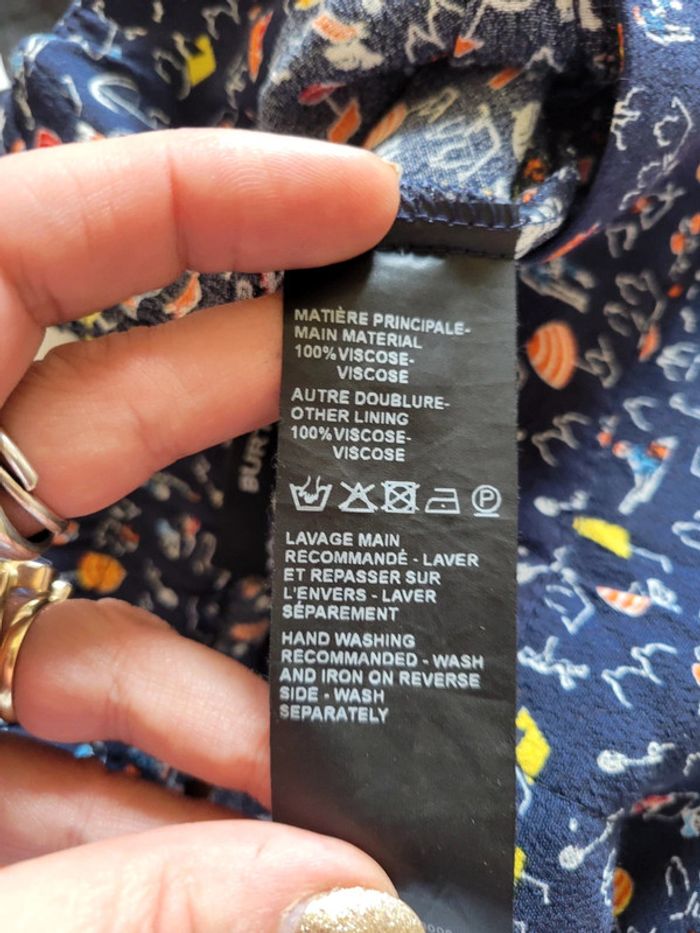 MATIÈRE PRINCIPALE-
MAIN MATERIAL
100%VISCOSE-
VISCOSE
AUTRE DOUBLURE-
OTHER LINING
100%VISCOSE-
VISCOSE
P
LAVAGE MAIN
RECOMMANDÉ - LAVER
ET REPASSER SUR
L'ENVERS - LAVER
SÉPAREMENT
HAND WASHING
RECOMMANDED - WASH
AND IRON ON REVERSE
SIDE - WASH
SEPARATELY